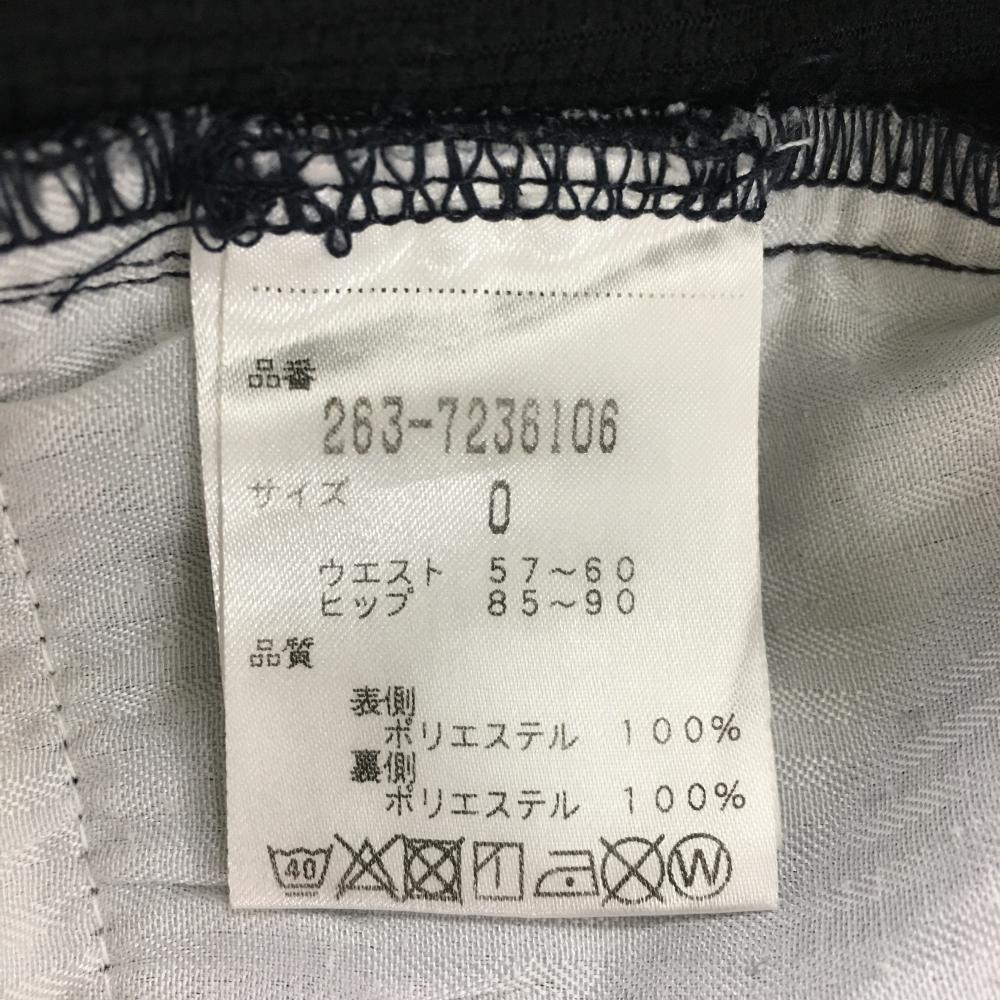 品番
263-7236106
サイズ 0
ウエスト 57～60
ヒップ 85～90
品質
表側
ポリエステル 100%
裏側
ポリエステル 100%
40 W